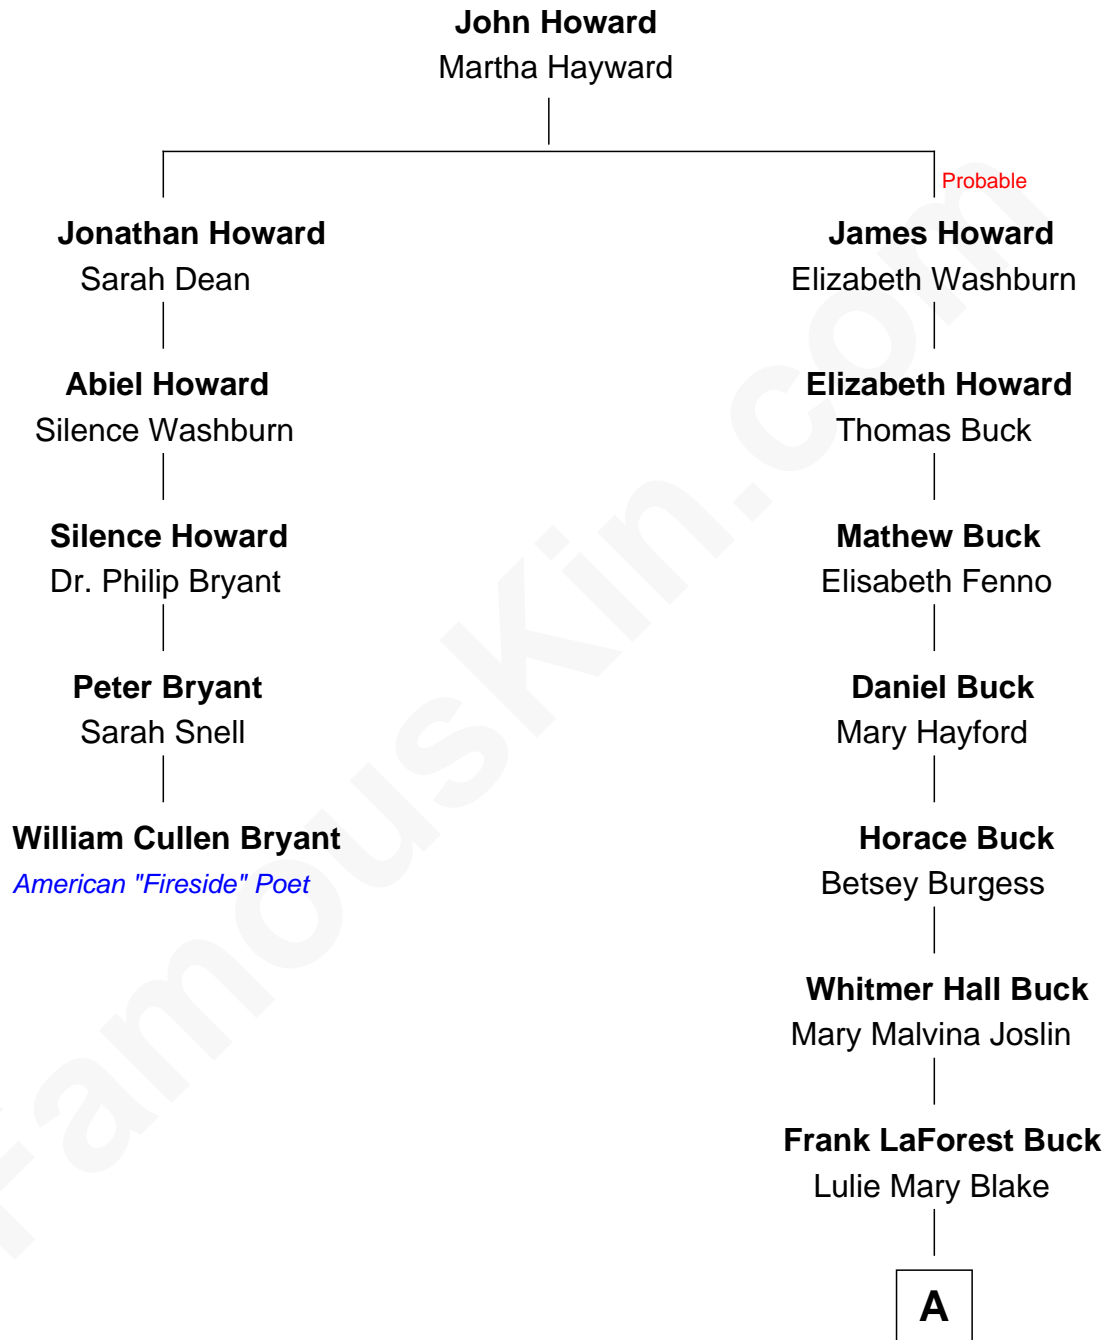 John Howard
Martha Hayward
Probable
Jonathan Howard
Sarah Dean
James Howard
Elizabeth Washburn
Abiel Howard
Silence Washburn
Elizabeth Howard
Thomas Buck
Silence Howard
Dr. Philip Bryant
Mathew Buck
Elisabeth Fenno
Peter Bryant
Sarah Snell
Daniel Buck
Mary Hayford
William Cullen Bryant
American "Fireside" Poet
Horace Buck
Betsey Burgess
Whitmer Hall Buck
Mary Malvina Joslin
Frank LaForest Buck
Lulie Mary Blake
A
FamousKin.com